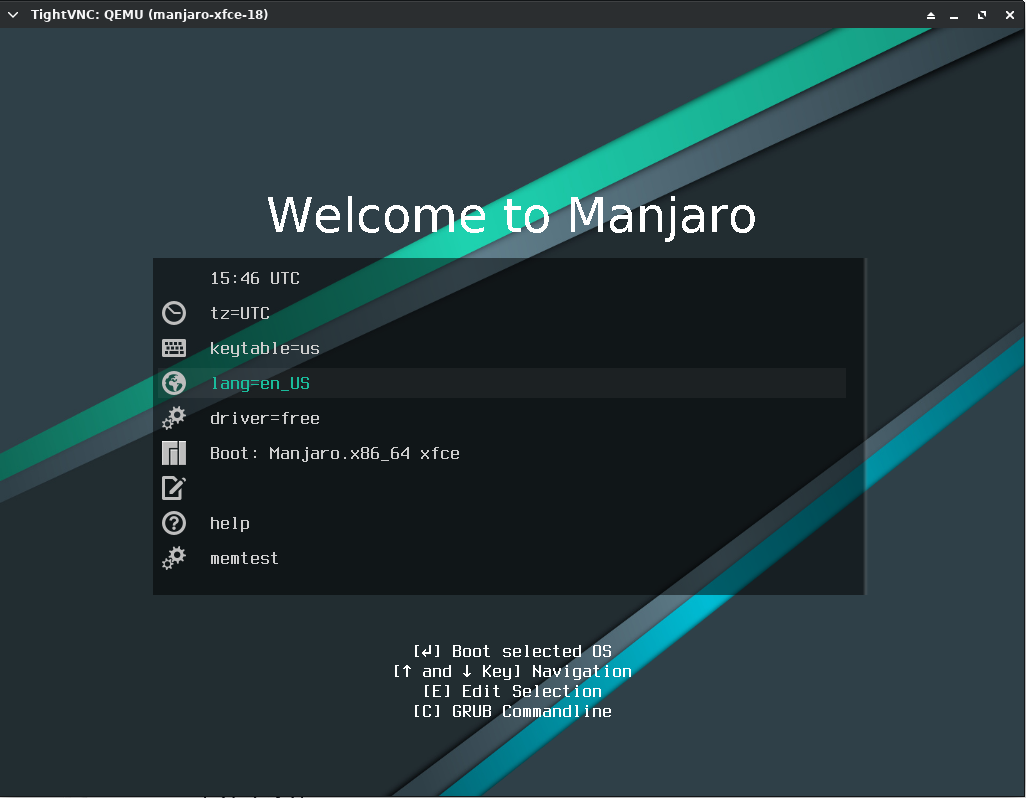 TightVNC: QEMU (manjaro-xfce-18)
Welcome to Manjaro
15:46 UTC
tz=UTC
keytable=us
lang=en_US
driver=free
Boot: Manjaro.x86_64 xfce
help
memtest
[↲] Boot selected OS
[↑ and ↓ Key] Navigation
[E] Edit Selection
[C] GRUB Commandline